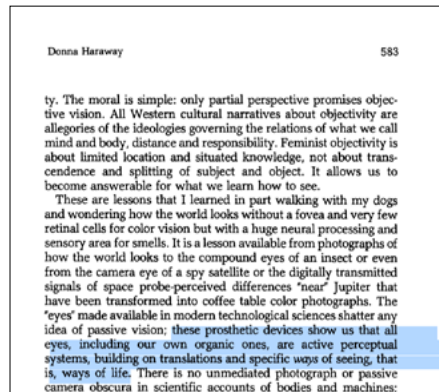 Donna Haraway 583
ty. The moral is simple: only partial perspective promises objec-
tive vision. All Western cultural narratives about objectivity are
allegories of the ideologies governing the relations of what we call
mind and body, distance and responsibility. Feminist objectivity is
about limited location and situated knowledge, not about trans-
cendence and splitting of subject and object. It allows us to
become answerable for what we learn how to see.
These are lessons that I learned in part walking with my dogs
and wondering how the world looks without a fovea and very few
retinal cells for color vision but with a huge neural processing and
sensory area for smells. It is a lesson available from photographs of
how the world looks to the compound eyes of an insect or even
from the camera eye of a spy satellite or the digitally transmitted
signals of space probe-perceived differences "near" Jupiter that
have been transformed into coffee table color photographs. The
"eyes" made available in modern technological sciences shatter any
idea of passive vision; these prosthetic devices show us that all
eyes, including our own organic ones, are active perceptual
systems, building on translations and specific ways of seeing, that
is, ways of life. There is no unmediated photograph or passive
camera obscura in scientific accounts of bodies and machines;